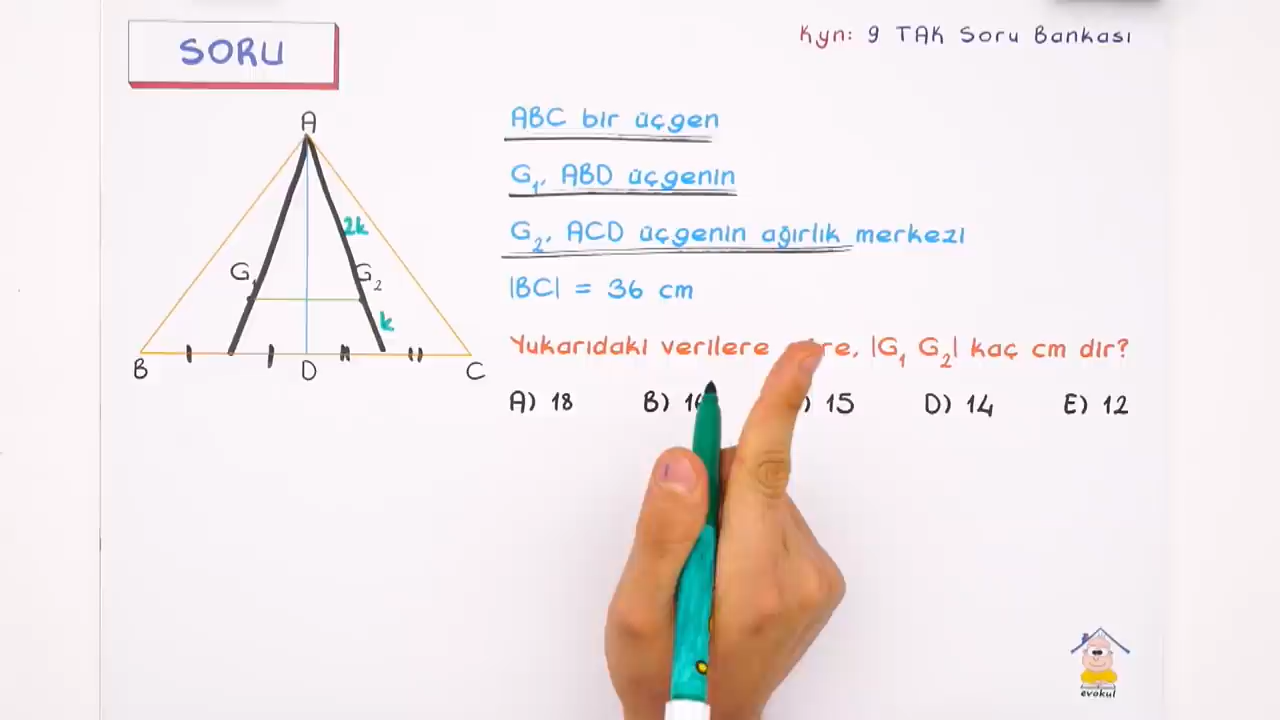 SORU
Kyn: 9 TAK Soru Bankası
A
2k
G1
G2
k
B
D
C
ABC bir üçgen
G1, ABD üçgenin
G2, ACD üçgenin ağırlık merkezi
|BC| = 36 cm
Yukarıdaki verilere |G1 G2| kaç cm dir?
A) 18 B) ) 15 D) 14 E) 12
evokul